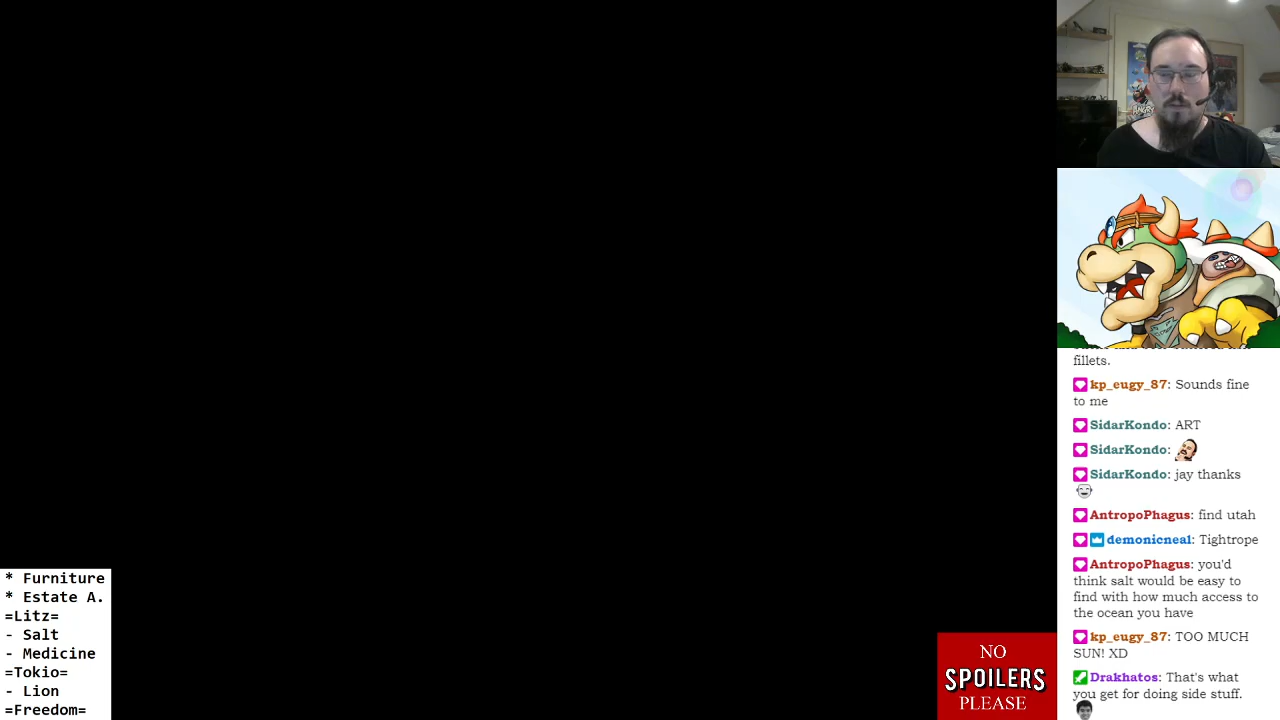 fillets.
kp_eugy_87: Sounds fine
to me
SidarKondo: ART
SidarKondo:
SidarKondo: jay thanks
AntropoPhagus: find utah
demonicneal: Tightrope
AntropoPhagus: you'd
think salt would be easy to
find with how much access to
the ocean you have
kp_eugy_87: TOO MUCH
SUN! XD
Drakhatos: That's what
you get for doing side stuff.
* Furniture
* Estate A.
=Litz=
- Salt
- Medicine
=Tokio=
- Lion
=Freedom=
NO
SPOILERS
PLEASE